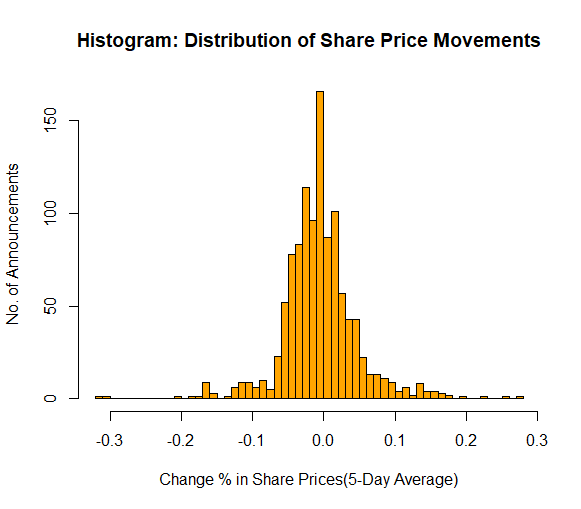 Histogram: Distribution of Share Price Movements
No. of Announcements
150
100
50
0
-0.3 -0.2 -0.1 0.0 0.1 0.2 0.3
Change % in Share Prices(5-Day Average)